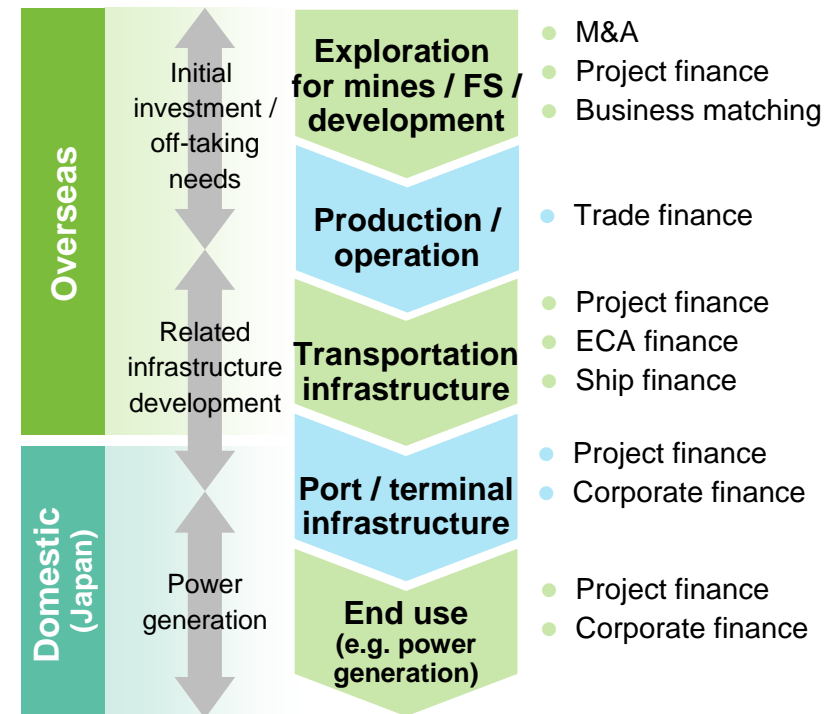 Overseas
Initial
investment /
off-taking
needs
Exploration
for mines / FS /
development
M&A
Project finance
Business matching
Production /
operation
Trade finance
Related
infrastructure
development
Transportation
infrastructure
Project finance
ECA finance
Ship finance
Port / terminal
infrastructure
Project finance
Corporate finance
Domestic
(Japan)
Power
generation
End use
(e.g. power
generation)
Project finance
Corporate finance